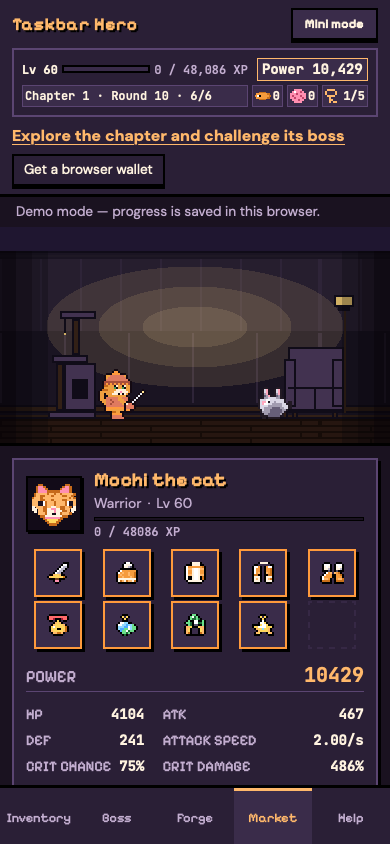 Taskbar Hero
Mini mode
Lv 60 0 / 48,086 XP Power 10,429
Chapter 1 · Round 10 · 6/6 0 0 1/5
Explore the chapter and challenge its boss
Get a browser wallet
Demo mode — progress is saved in this browser.
Mochi the cat
Warrior · Lv 60
0 / 48086 XP
POWER 10429
HP 4104 ATK 467
DEF 241 ATTACK SPEED 2.00/s
CRIT CHANCE 75% CRIT DAMAGE 486%
Inventory Boss Forge Market Help